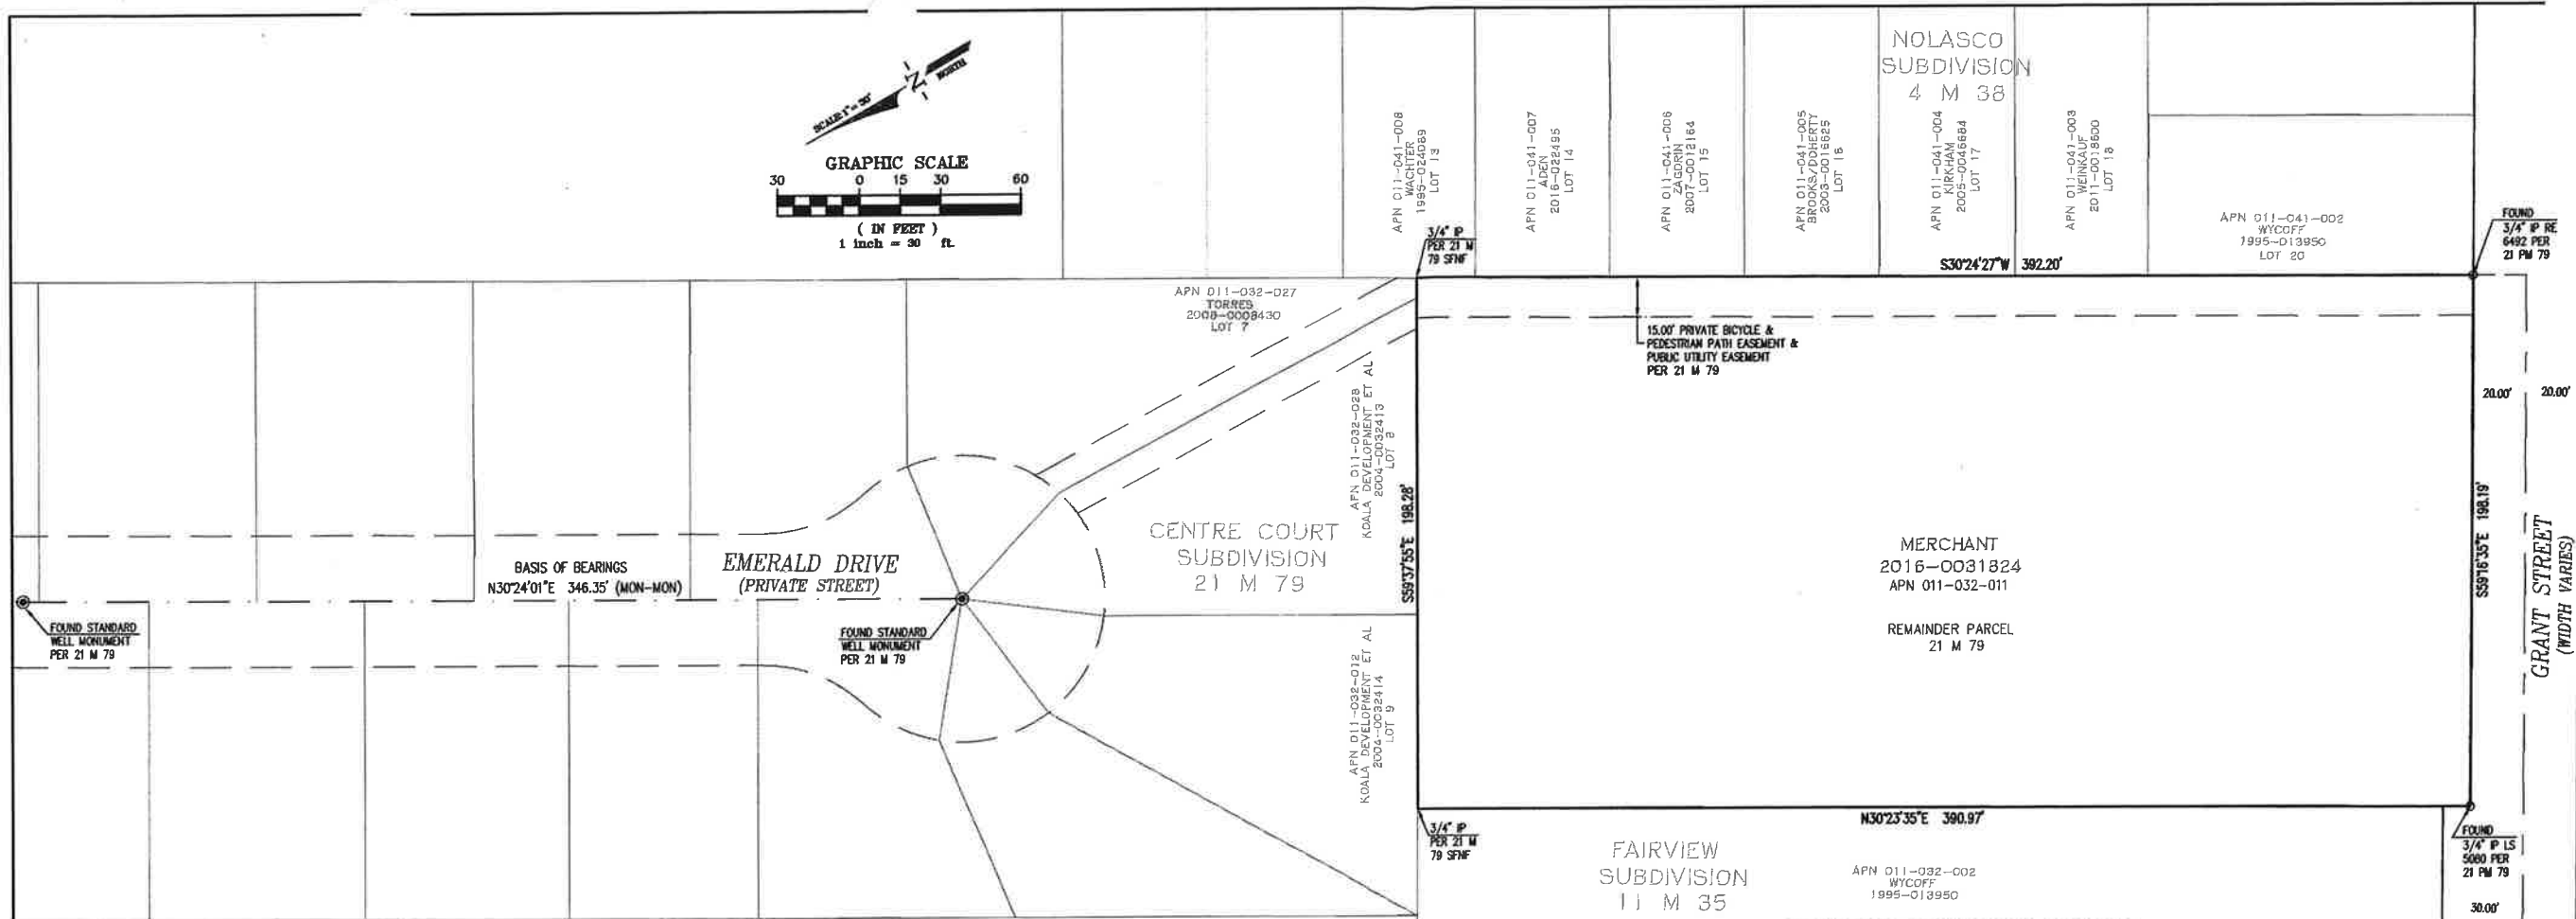 NOLASCO
SUBDIVISION
4 M 38
SCALE: 1" = 30'
N
NORTH
GRAPHIC SCALE
30 0 15 30 60
( IN FEET )
1 inch = 30 ft.
APN 011-041-008
WACHTER
1995-024089
LOT 13
APN 011-041-007
ADEN
2016-022495
LOT 14
APN 011-041-006
ZAGORIN
2007-0012164
LOT 15
APN 011-041-005
BROOKS/DOHERTY
2003-0016625
LOT 16
APN 011-041-004
KIRKHAM
2005-0046684
LOT 17
APN 011-041-003
WEINKAUF
2011-0018600
LOT 18
APN 011-041-002
WYCOFF
1995-013950
LOT 20
FOUND
3/4" IP RE
6492 PER
21 PM 79
3/4" IP
PER 21 M
79 SFNF
S30°24'27"W 392.20'
APN 011-032-027
TORRES
2008-0008430
LOT 7
15.00' PRIVATE BICYCLE &
PEDESTRIAN PATH EASEMENT &
PUBLIC UTILITY EASEMENT
PER 21 M 79
20.00' 20.00'
APN 011-032-028
KOALA DEVELOPMENT ET AL
2004-0032413
LOT 8
S59°37'55"E 198.28'
S59°16'35"E 198.19'
GRANT STREET
(WIDTH VARIES)
CENTRE COURT
SUBDIVISION
21 M 79
EMERALD DRIVE
(PRIVATE STREET)
BASIS OF BEARINGS
N30°24'01"E 346.35' (MON-MON)
MERCHANT
2016-0031824
APN 011-032-011
REMAINDER PARCEL
21 M 79
FOUND STANDARD
WELL MONUMENT
PER 21 M 79
FOUND STANDARD
WELL MONUMENT
PER 21 M 79
APN 011-032-012
KOALA DEVELOPMENT ET AL
2004-0032414
LOT 9
3/4" IP
PER 21 M
79 SFNF
N30°23'35"E 390.97'
FOUND
3/4" IP LS
5080 PER
21 PM 79
FAIRVIEW
SUBDIVISION
11 M 35
APN 011-032-002
WYCOFF
1995-013950
30.00'